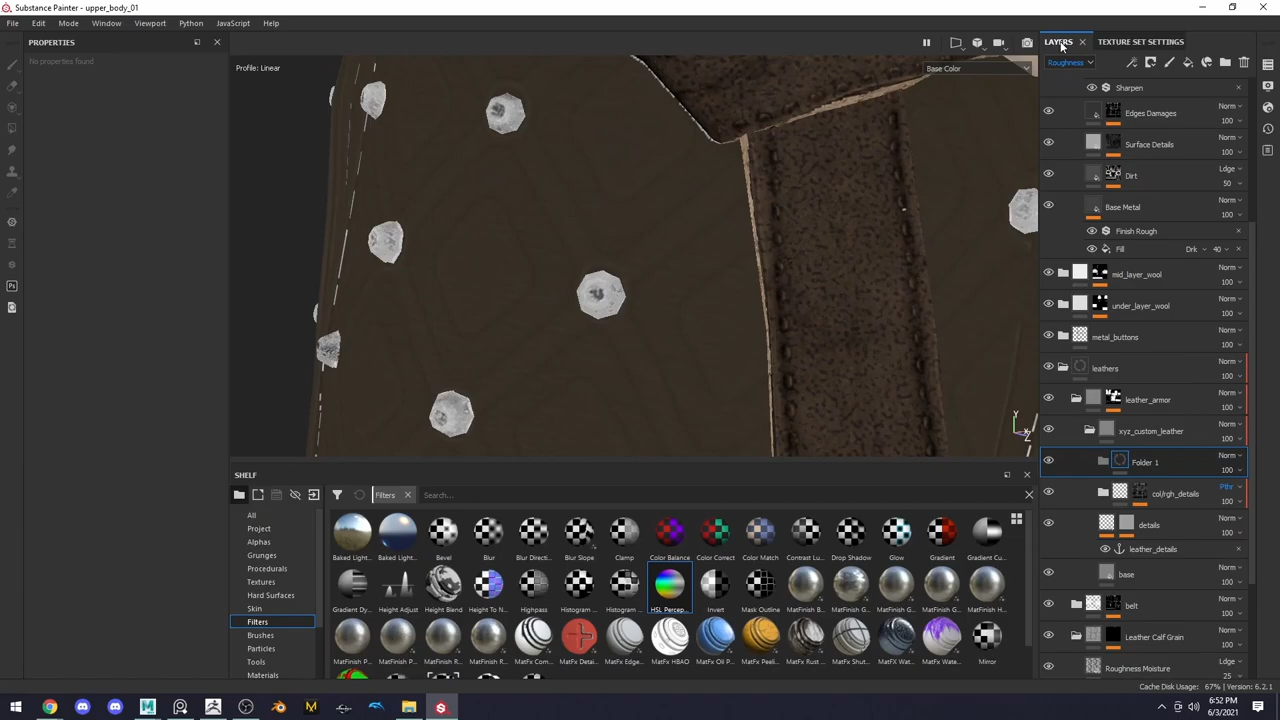 Substance Painter - upper_body_01
File Edit Mode Window Viewport Python JavaScript Help
PROPERTIES
No properties found
Profile: Linear
Base Color
Y
Z
LAYERS
TEXTURE SET SETTINGS
Roughness
Sharpen
Edges Damages Norm 100
Surface Details Norm 100
Dirt Ldge 50
Base Metal Norm 100
Finish Rough
Fill Drk 40
mid_layer_wool Norm 100
under_layer_wool Norm 100
metal_buttons Norm 100
leathers Norm 100
leather_armor Norm 100
xyz_custom_leather Norm 100
Folder 1 Norm 100
col/rgh_details Pthr 100
details Norm 100
leather_details
base Norm 100
belt Norm 100
Leather Calf Grain Norm 100
Roughness Moisture Ldge 25
SHELF
Filters
Search...
All
Project
Alphas
Grunges
Procedurals
Textures
Hard Surfaces
Skin
Filters
Brushes
Particles
Tools
Materials
Baked Light... Baked Light... Bevel Blur Blur Directi... Blur Slope Clamp Color Balance Color Correct Color Match Contrast Lu... Drop Shadow Glow Gradient Gradient Cu...
Gradient Dy... Height Adjust Height Blend Height To N... Highpass Histogram ... Histogram ... HSL Percep... Invert Mask Outline MatFinish B... MatFinish G... MatFinish G... MatFinish G... MatFinish H...
MatFinish P... MatFinish P... MatFinish R... MatFinish R... MatFx Com... MatFx Detai... MatFx Edge... MatFx HBAO MatFx Oil P... MatFx Peeli... MatFx Rust ... MatFx Shut... MatFX Wat... MatFx Wate... Mirror
Cache Disk Usage: 67% | Version: 6.2.1
6:52 PM
6/3/2021